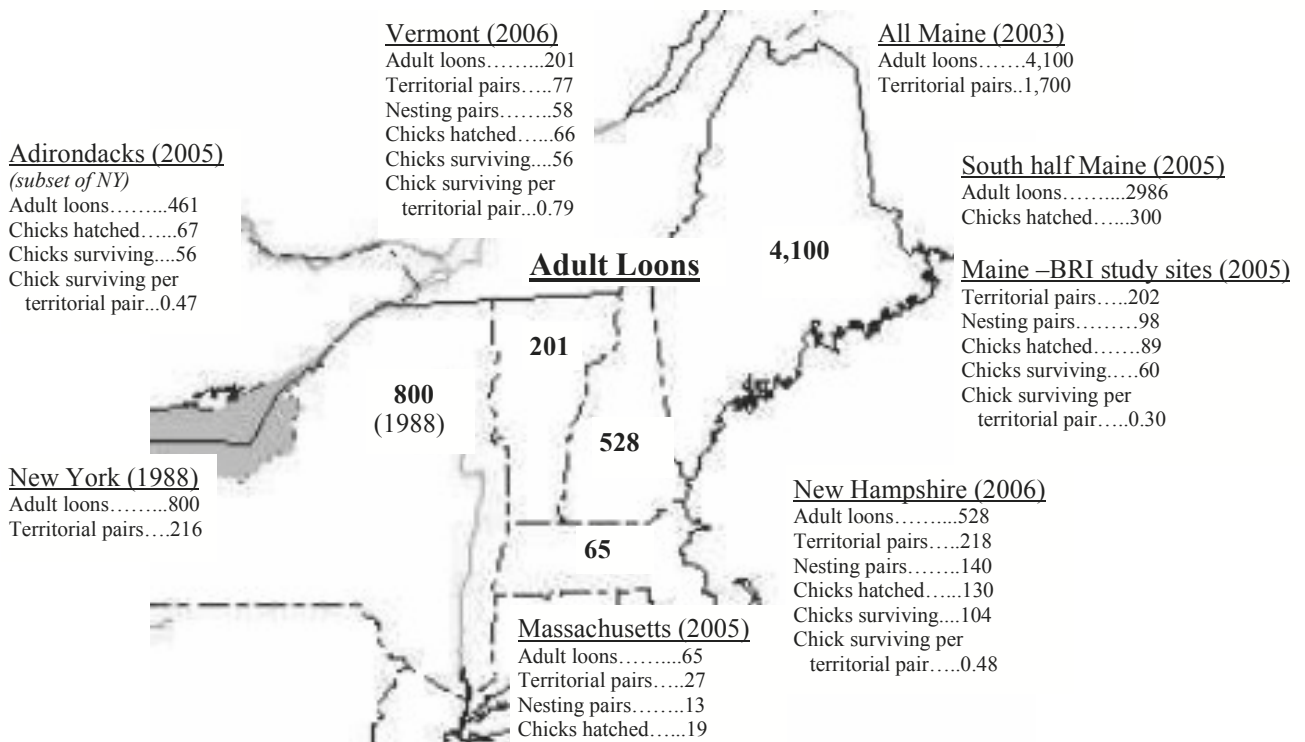 Vermont (2006)
Adult loons……...201
Territorial pairs…..77
Nesting pairs……..58
Chicks hatched…...66
Chicks surviving....56
Chick surviving per
territorial pair...0.79
All Maine (2003)
Adult loons…….4,100
Territorial pairs..1,700
Adirondacks (2005)
(subset of NY)
Adult loons……...461
Chicks hatched…..67
Chicks surviving....56
Chick surviving per
territorial pair...0.47
South half Maine (2005)
Adult loons……....2986
Chicks hatched…...300
Maine –BRI study sites (2005)
Territorial pairs…..202
Nesting pairs………98
Chicks hatched…….89
Chicks surviving…..60
Chick surviving per
territorial pair…..0.30
Adult Loons
4,100
201
800
(1988)
528
65
New York (1988)
Adult loons……...800
Territorial pairs….216
New Hampshire (2006)
Adult loons……....528
Territorial pairs…..218
Nesting pairs……..140
Chicks hatched…...130
Chicks surviving....104
Chick surviving per
territorial pair…..0.48
Massachusetts (2005)
Adult loons……....65
Territorial pairs…..27
Nesting pairs……..13
Chicks hatched…...19